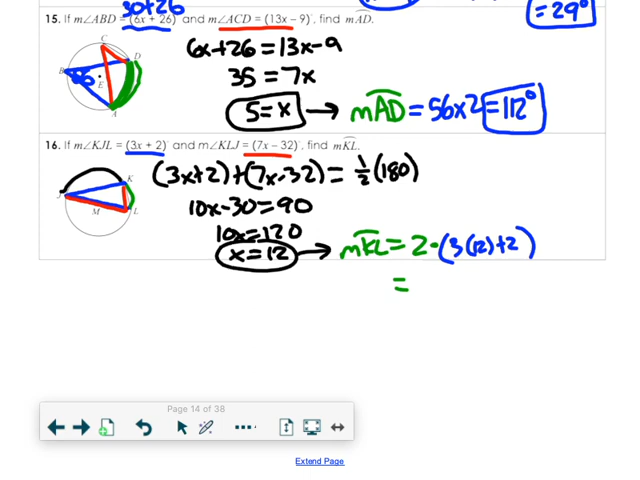 30+26
= 29°
15. If m∠ABD = (6x + 26)° and m∠ACD = (13x – 9)°, find mAD.
6x+26=13x-9
35 = 7x
5=x → mAD = 56x2 = 112°
C
D
B
56
E
A
16. If m∠KJL = (3x + 2)° and m∠KLJ = (7x – 32)°, find mKL.
(3x+2)+(7x-32)=½(180)
10x-30=90
10x=120
x=12 → mKL = 2·(3(12)+2)
=
K
J
M
L
Page 14 of 38
Extend Page